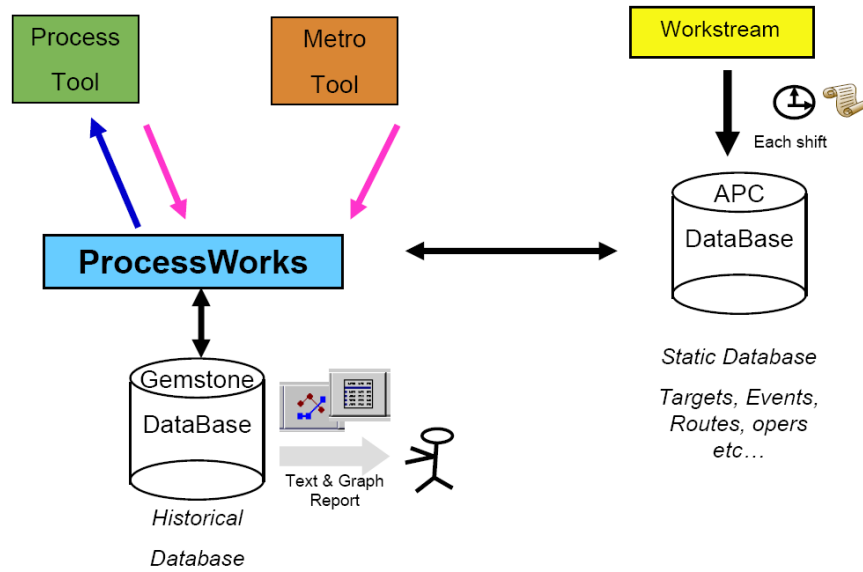 Process
Tool
Metro
Tool
Workstream
Each shift
APC
DataBase
ProcessWorks
Gemstone
DataBase
Text & Graph
Report
Historical
Database
Static Database
Targets, Events,
Routes, opers
etc…